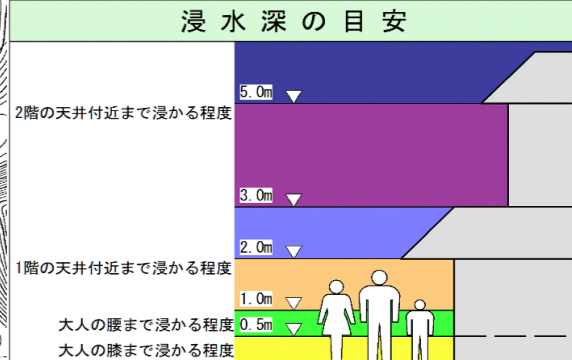 浸水深の目安
5.0m
2階の天井付近まで浸かる程度
3.0m
2.0m
1階の天井付近まで浸かる程度
1.0m
大人の腰まで浸かる程度
0.5m
大人の膝まで浸かる程度